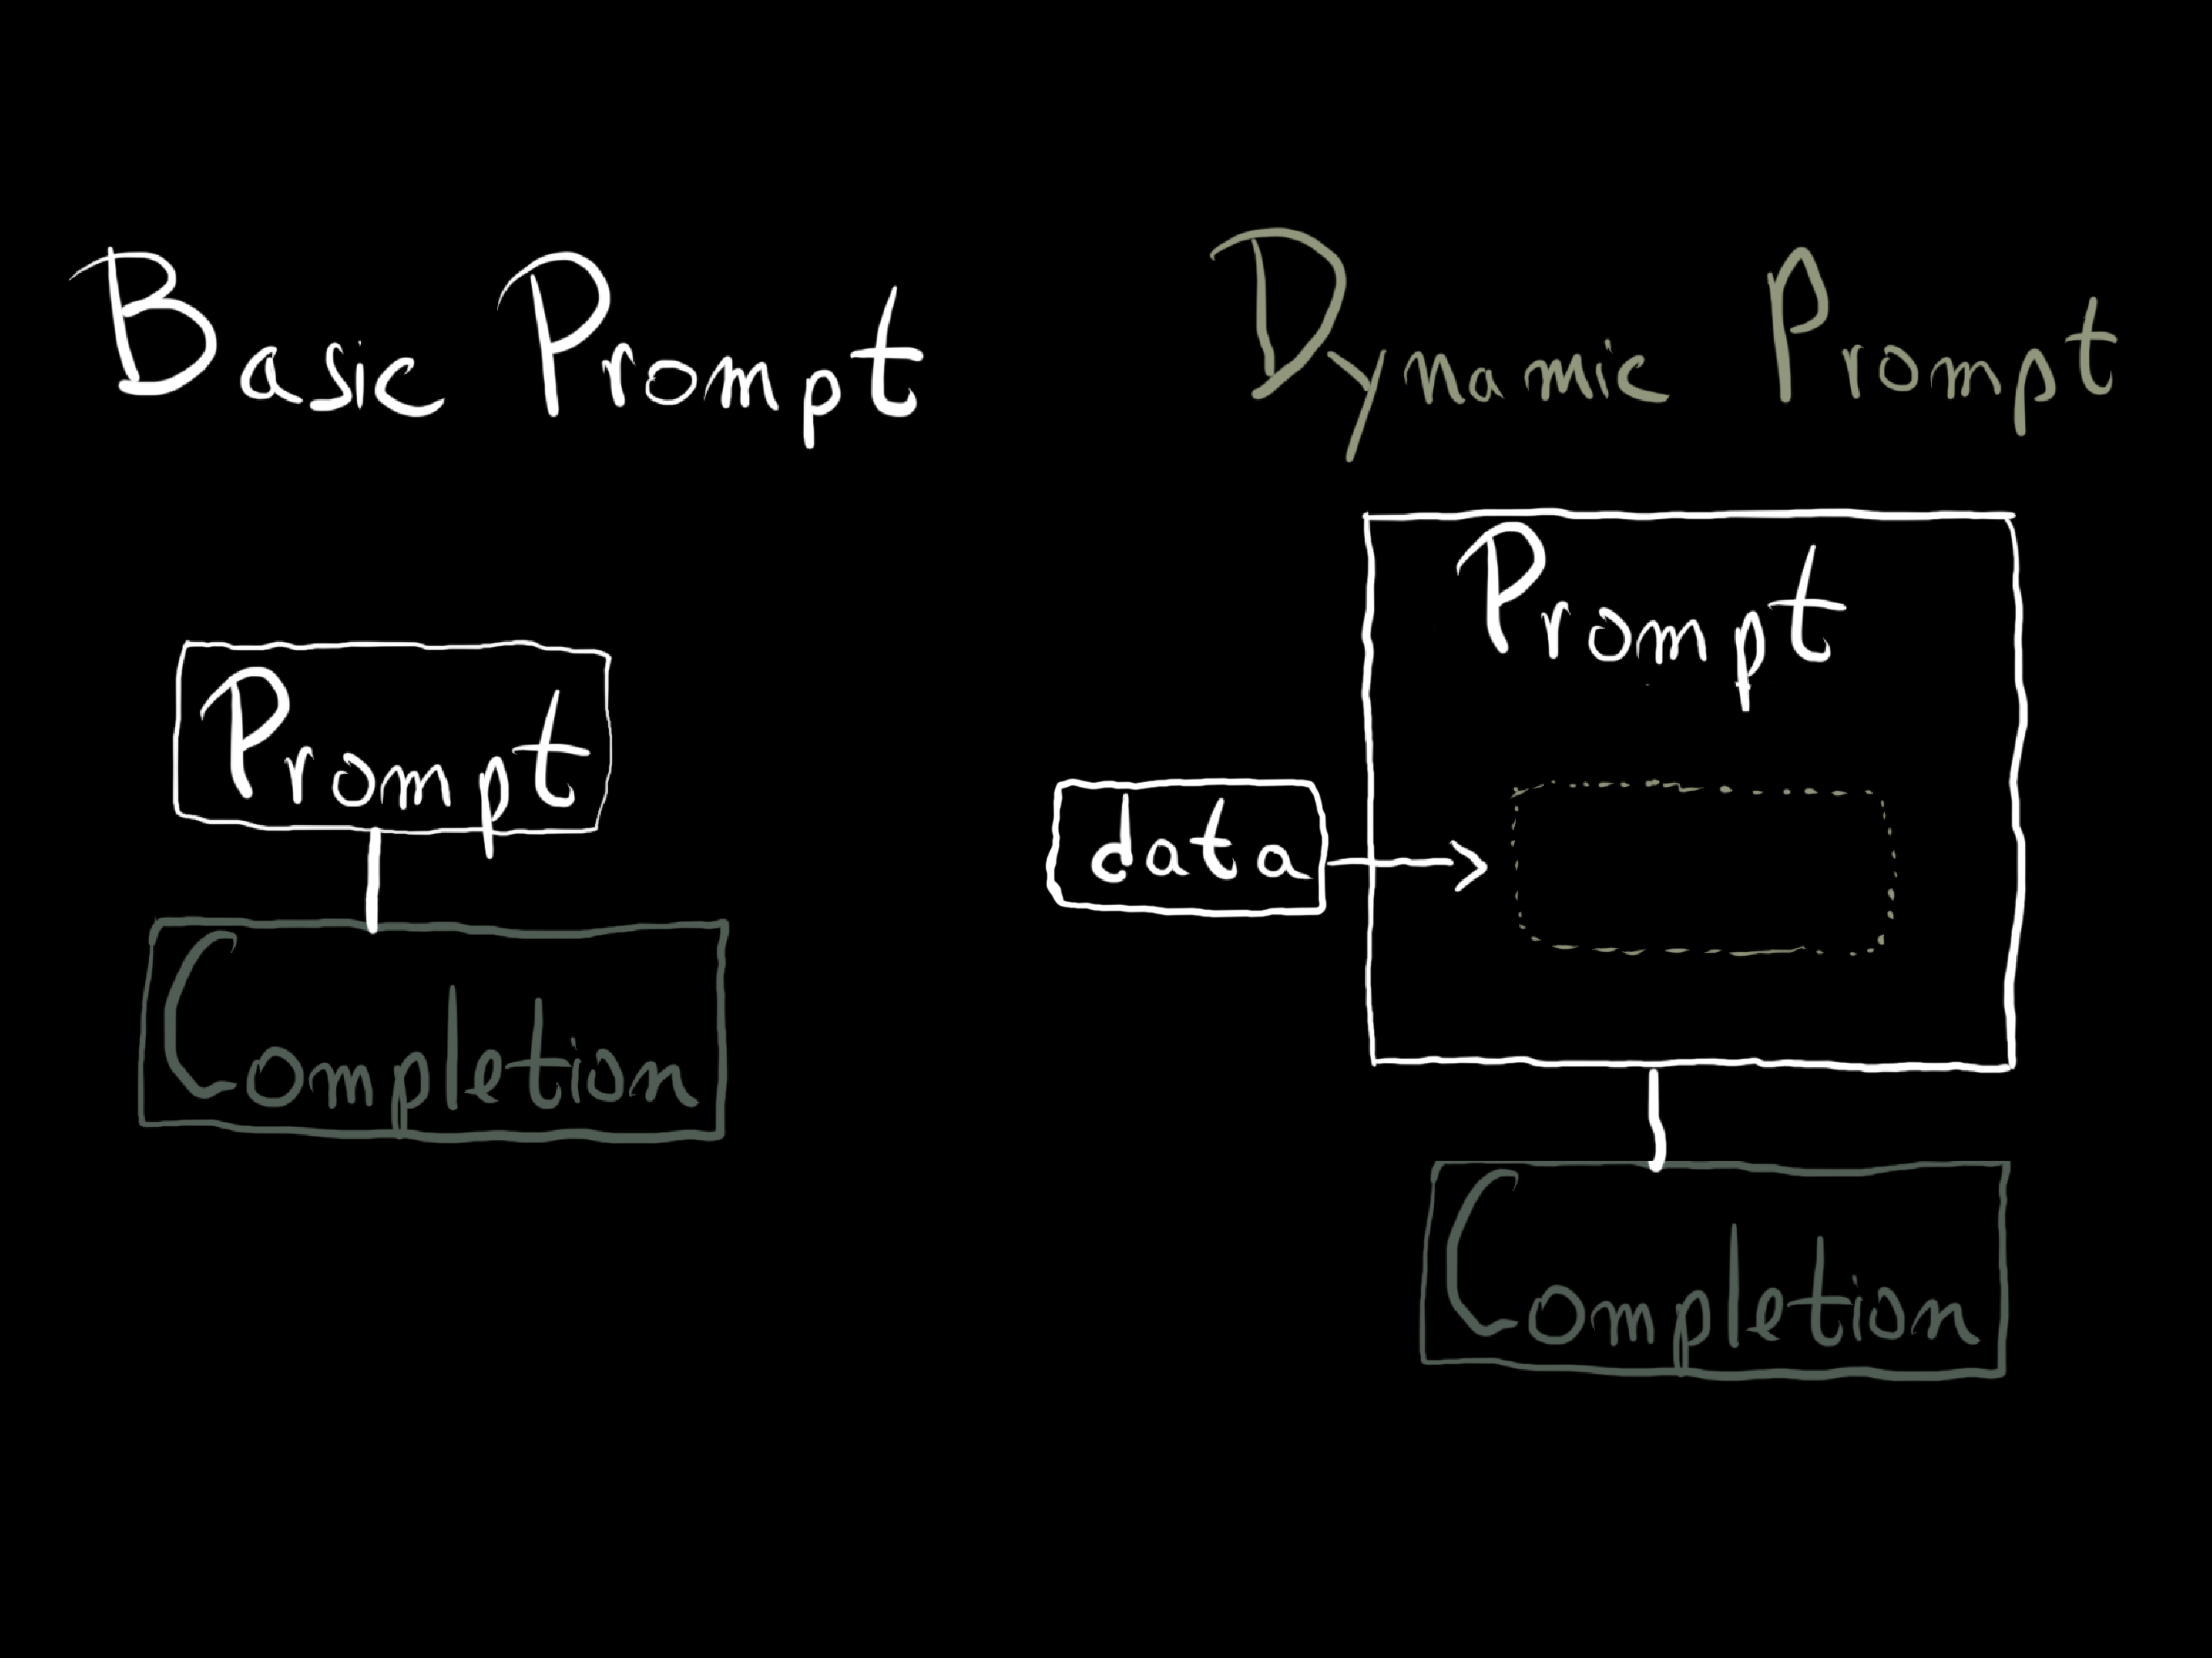 Basic Prompt
Prompt
Completion
Dynamic Prompt
Prompt
data
Completion